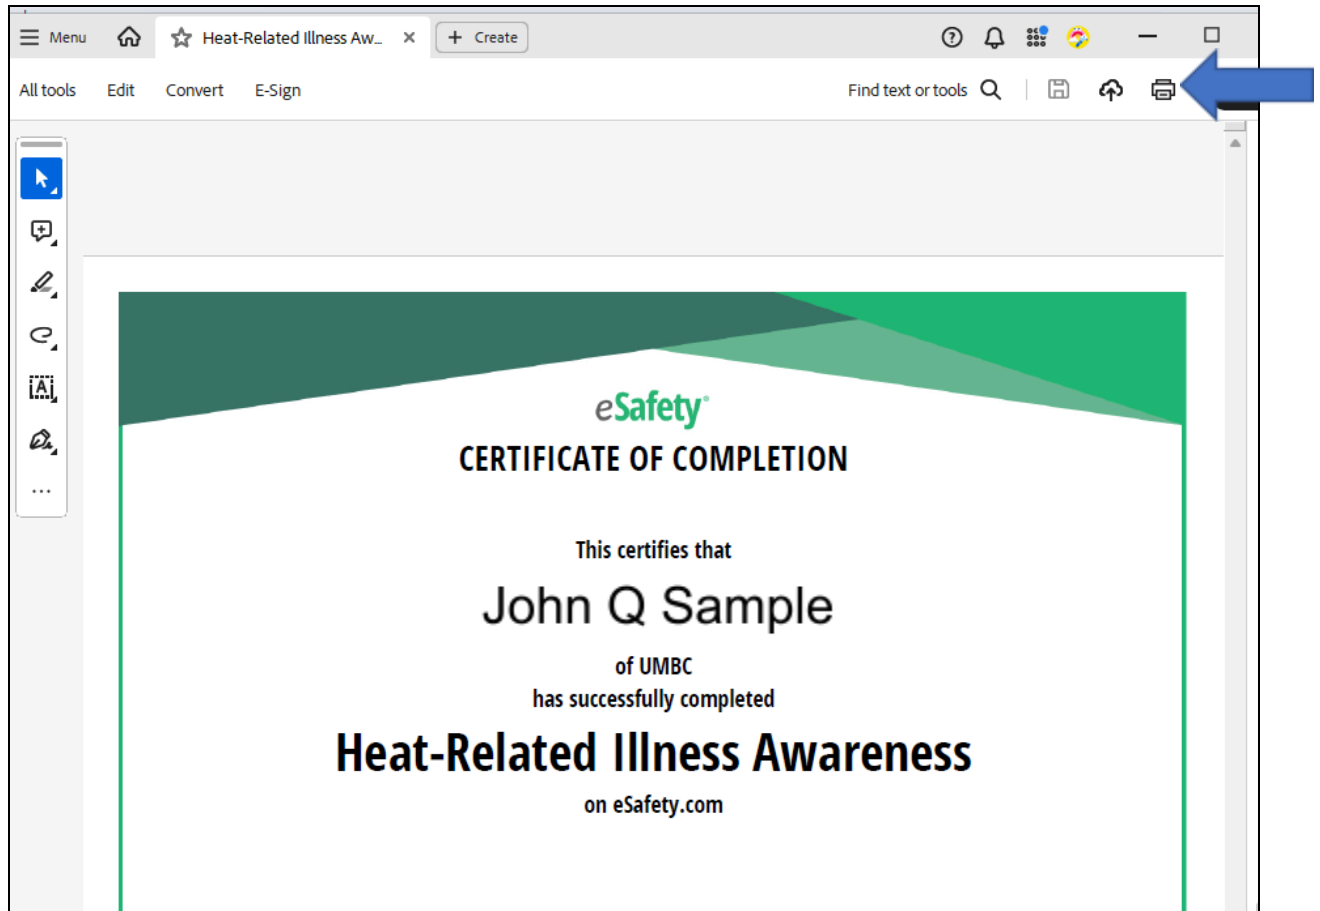 Menu
Heat-Related Illness Aw...
+ Create
All tools Edit Convert E-Sign
Find text or tools
eSafety®
CERTIFICATE OF COMPLETION
This certifies that
John Q Sample
of UMBC
has successfully completed
Heat-Related Illness Awareness
on eSafety.com